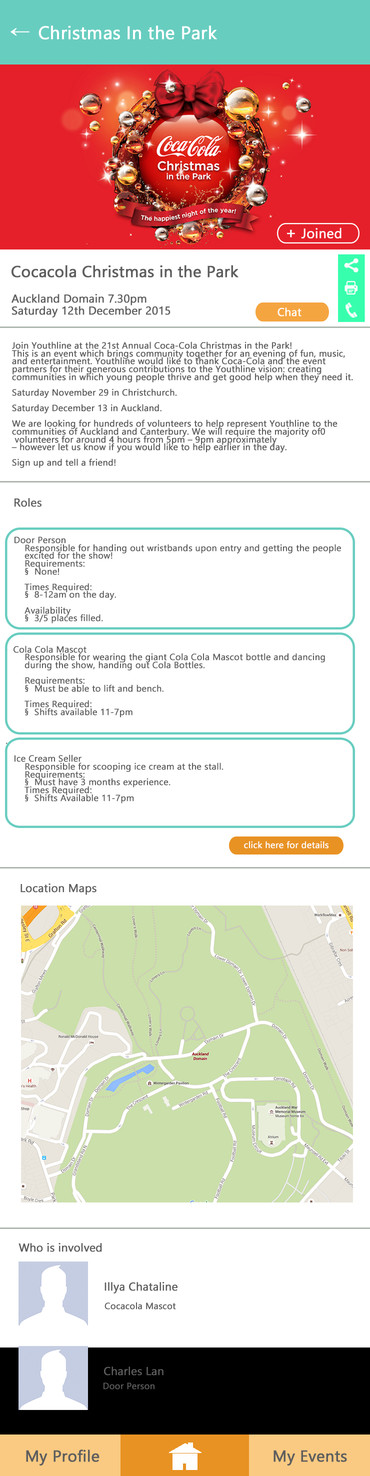 ← Christmas In the Park
Coca-Cola
Christmas
in the Park
The happiest night of the year!
+ Joined
Cocacola Christmas in the Park
Auckland Domain 7.30pm
Saturday 12th December 2015
Chat
Join Youthline at the 21st Annual Coca-Cola Christmas in the Park!
This is an event which brings community together for an evening of fun, music,
and entertainment. Youthline would like to thank Coca-Cola and the event
partners for their generous contributions to the Youthline vision: creating
communities in which young people thrive and get good help when they need it.
Saturday November 29 in Christchurch.
Saturday December 13 in Auckland.
We are looking for hundreds of volunteers to help represent Youthline to the
communities of Auckland and Canterbury. We will require the majority of0
volunteers for around 4 hours from 5pm – 9pm approximately
– however let us know if you would like to help earlier in the day.
Sign up and tell a friend!
Roles
Door Person
Responsible for handing out wristbands upon entry and getting the people
excited for the show!
Requirements:
§ None!
Times Required:
§ 8-12am on the day.
Availability
§ 3/5 places filled.
Cola Cola Mascot
Responsible for wearing the giant Cola Cola Mascot bottle and dancing
during the show, handing out Cola Bottles.
Requirements:
§ Must be able to lift and bench.
Times Required:
§ Shifts available 11-7pm
Ice Cream Seller
Responsible for scooping ice cream at the stall.
Requirements:
§ Must have 3 months experience.
Times Required:
§ Shifts Available 11-7pm
click here for details
Location Maps
Ronald McDonald House
Auckland
Domain
Wintergarden Pavilion
Auckland War
Memorial Museum
Atrium
H
Who is involved
Illya Chataline
Cocacola Mascot
Charles Lan
Door Person
My Profile
My Events